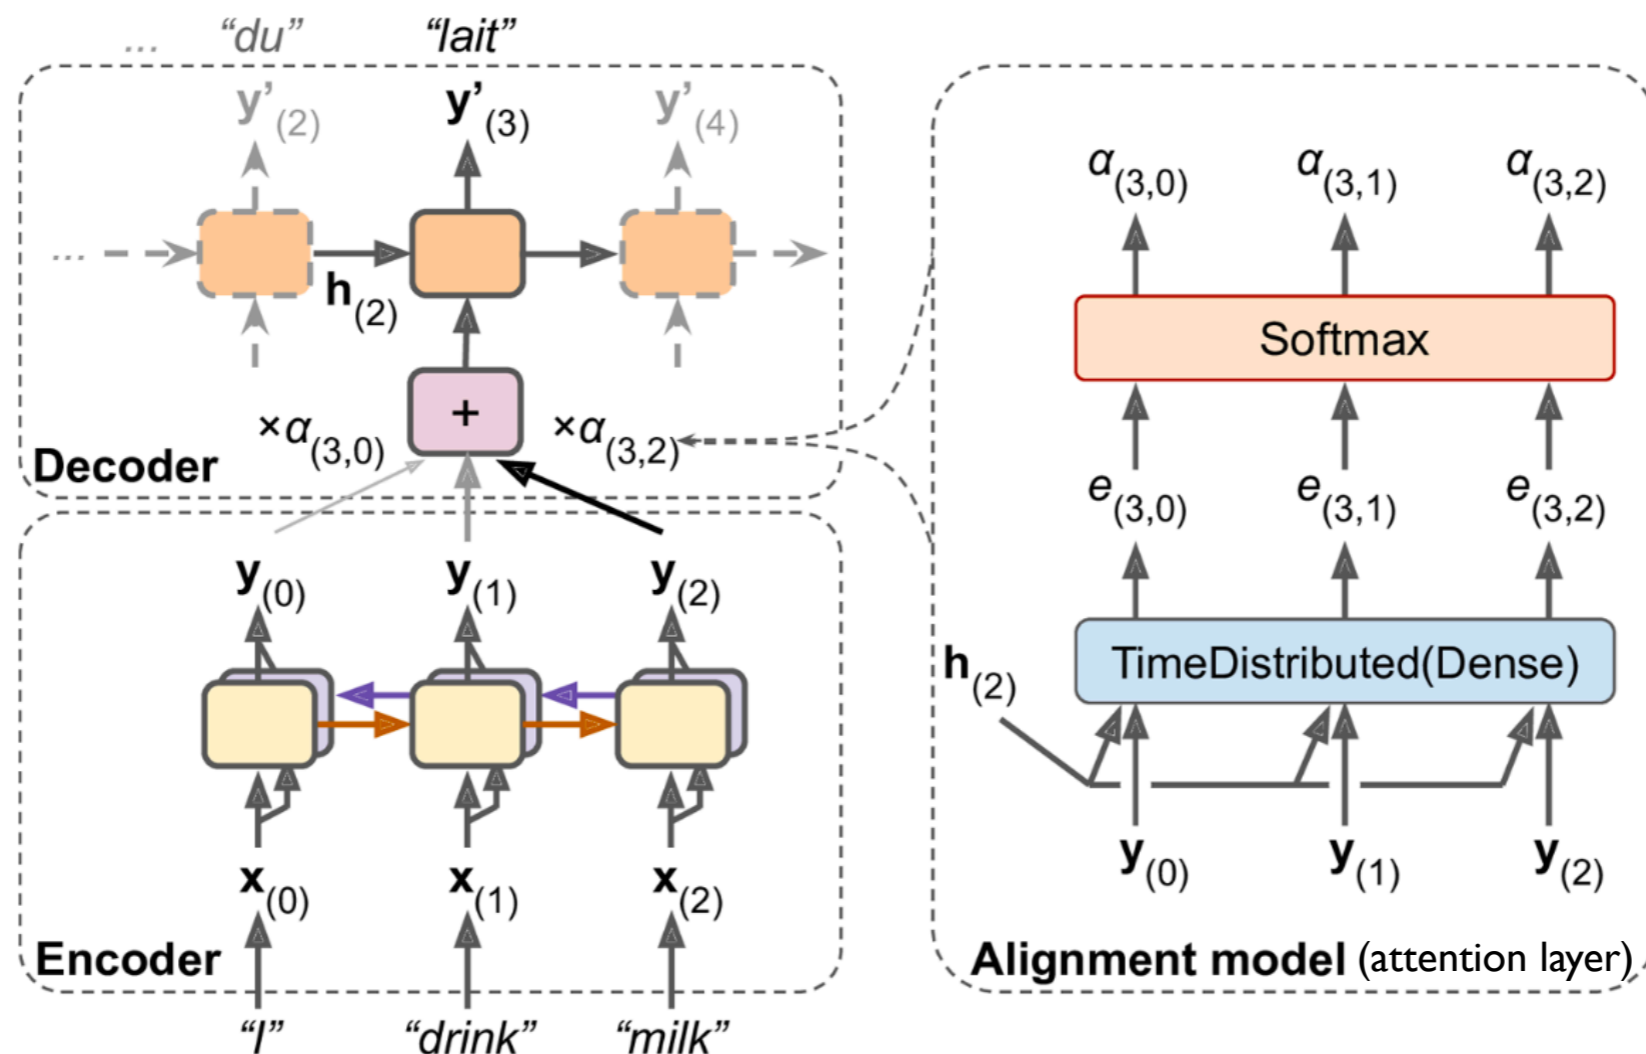 ... “du” “lait”
y’(2) y’(3) y’(4)
...
h(2)
+
×α(3,0) ×α(3,2)
Decoder
y(0) y(1) y(2)
x(0) x(1) x(2)
Encoder
“I” “drink” “milk”
α(3,0) α(3,1) α(3,2)
Softmax
e(3,0) e(3,1) e(3,2)
TimeDistributed(Dense)
h(2)
y(0) y(1) y(2)
Alignment model (attention layer)